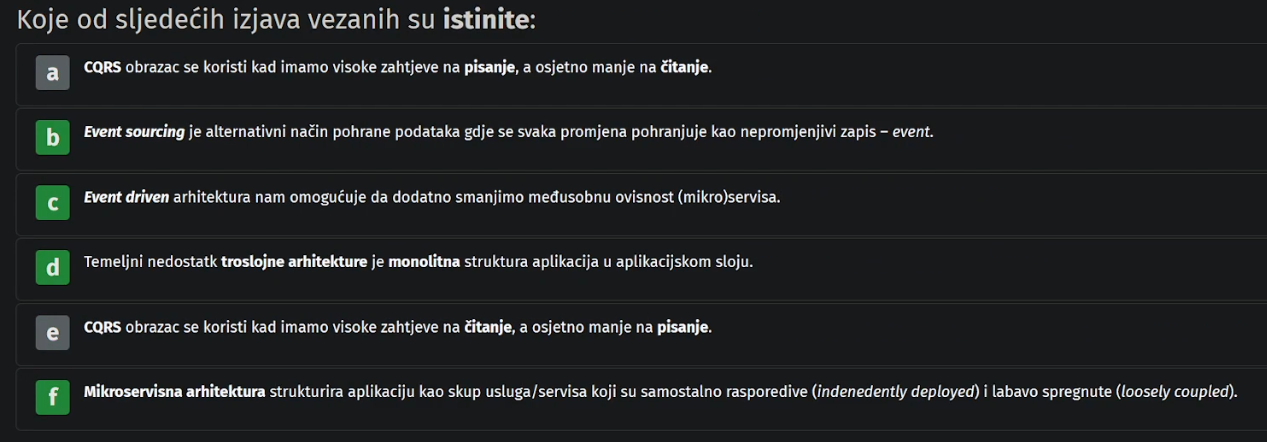 Koje od sljedećih izjava vezanih su istinite:
a CQRS obrazac se koristi kad imamo visoke zahtjeve na pisanje, a osjetno manje na čitanje.
b Event sourcing je alternativni način pohrane podataka gdje se svaka promjena pohranjuje kao nepromjenjivi zapis – event.
c Event driven arhitektura nam omogućuje da dodatno smanjimo međusobnu ovisnost (mikro)servisa.
d Temeljni nedostatk troslojne arhitekture je monolitna struktura aplikacija u aplikacijskom sloju.
e CQRS obrazac se koristi kad imamo visoke zahtjeve na čitanje, a osjetno manje na pisanje.
f Mikroservisna arhitektura strukturira aplikaciju kao skup usluga/servisa koji su samostalno rasporedive (indenedently deployed) i labavo spregnute (loosely coupled).